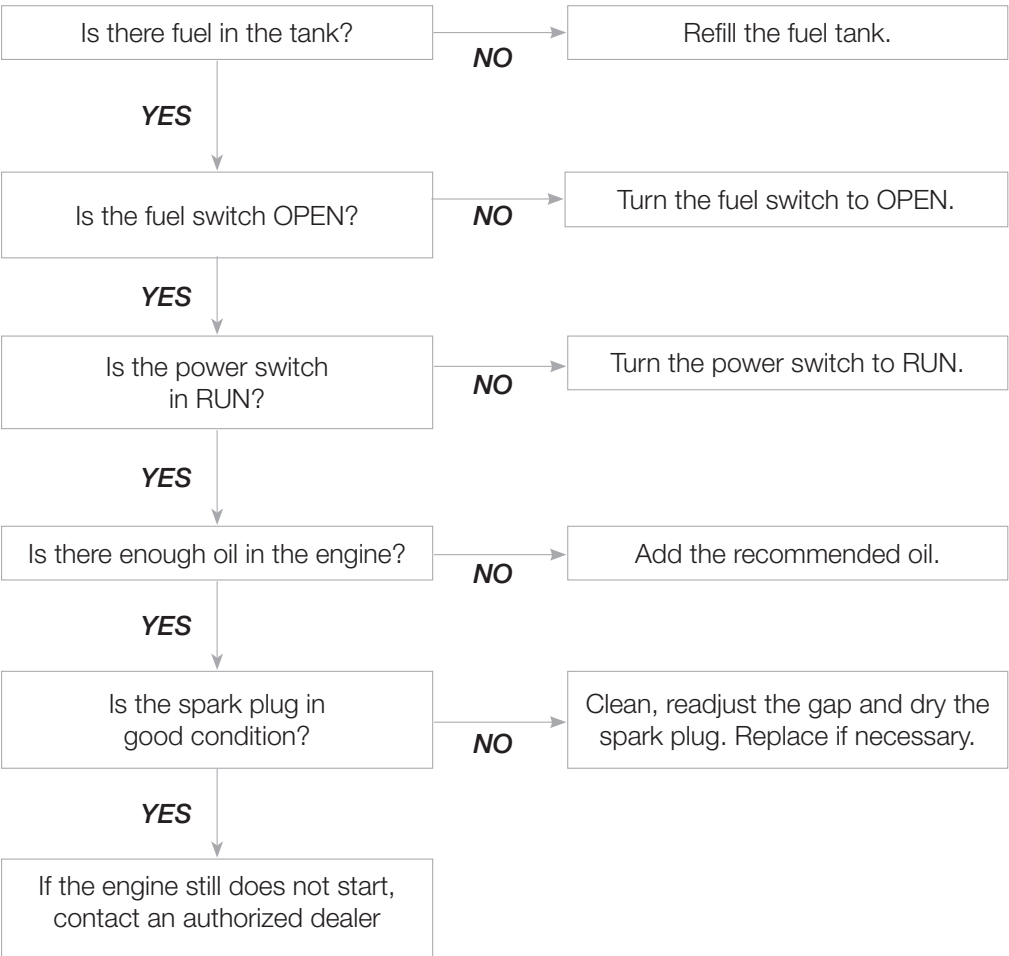 Is there fuel in the tank?
NO
Refill the fuel tank.
YES
Is the fuel switch OPEN?
NO
Turn the fuel switch to OPEN.
YES
Is the power switch
in RUN?
NO
Turn the power switch to RUN.
YES
Is there enough oil in the engine?
NO
Add the recommended oil.
YES
Is the spark plug in
good condition?
NO
Clean, readjust the gap and dry the
spark plug. Replace if necessary.
YES
If the engine still does not start,
contact an authorized dealer